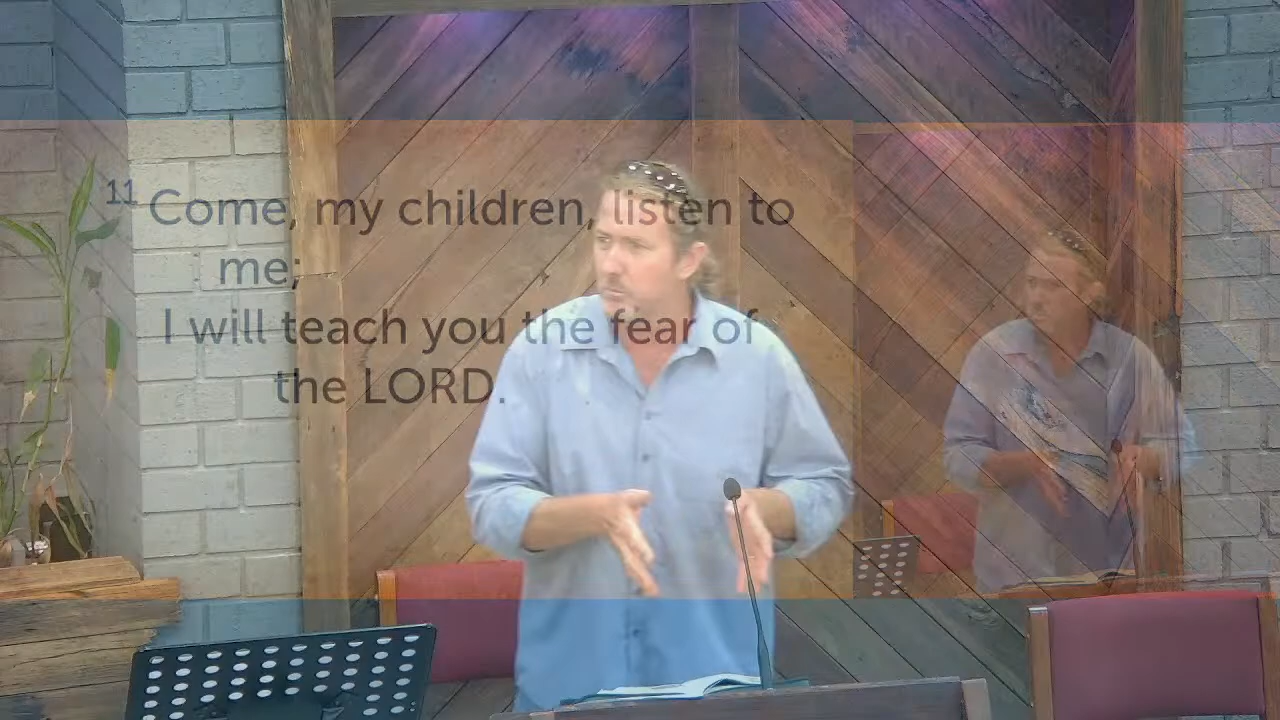 11 Come, my children, listen to
me;
I will teach you the fear of
the LORD.